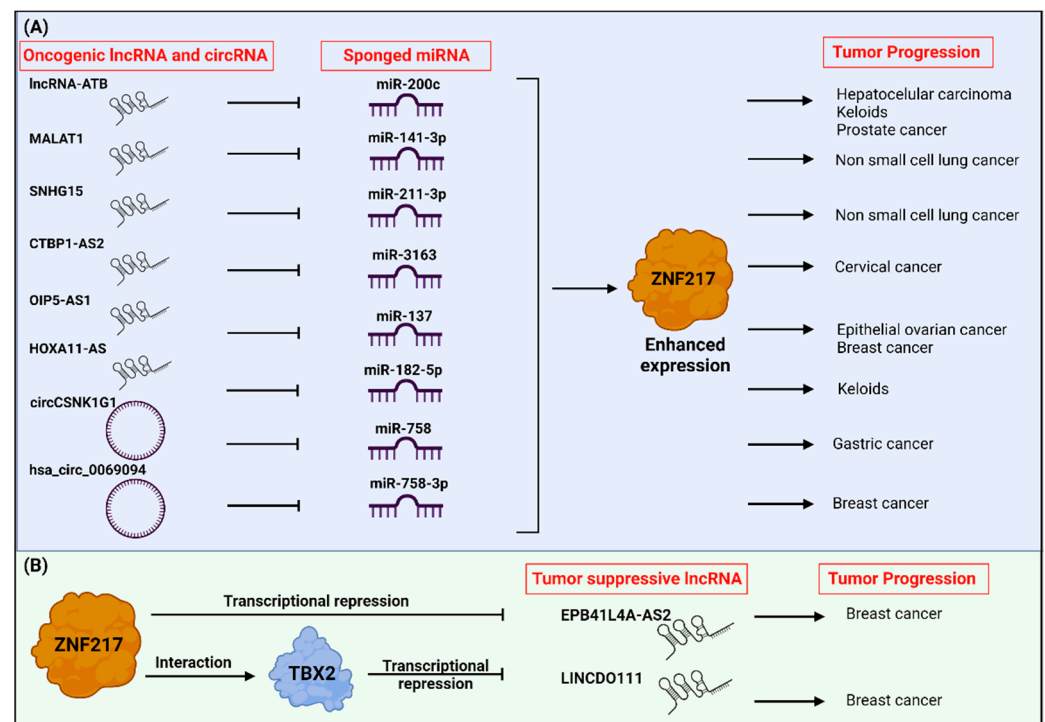 (A)
Oncogenic lncRNA and circRNA
Sponged miRNA
Tumor Progression
lncRNA-ATB
miR-200c
Hepatocelular carcinoma
Keloids
Prostate cancer
MALAT1
miR-141-3p
Non small cell lung cancer
SNHG15
miR-211-3p
Non small cell lung cancer
CTBP1-AS2
miR-3163
Cervical cancer
OIP5-AS1
miR-137
Epithelial ovarian cancer
Breast cancer
HOXA11-AS
miR-182-5p
Keloids
circCSNK1G1
miR-758
Gastric cancer
hsa_circ_0069094
miR-758-3p
Breast cancer
ZNF217
Enhanced
expression
(B)
Tumor suppressive lncRNA
Tumor Progression
ZNF217
Transcriptional repression
EPB41L4A-AS2
Breast cancer
Interaction
TBX2
Transcriptional
repression
LINCDO111
Breast cancer